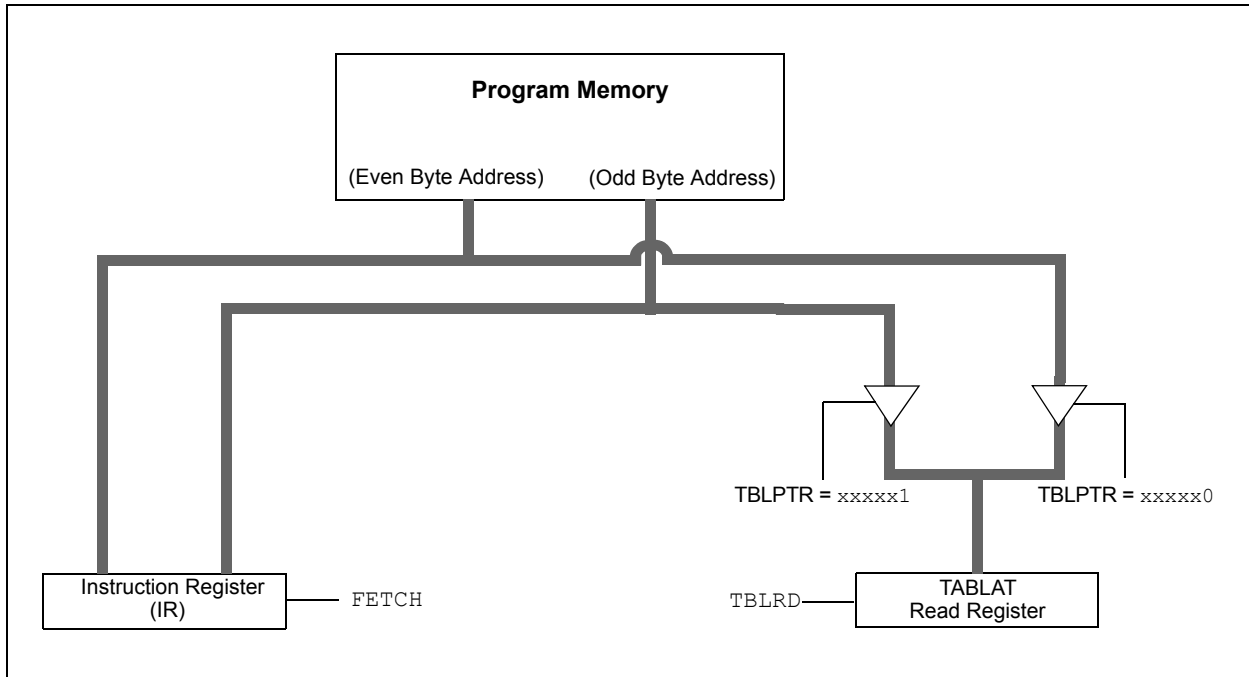 Program Memory
(Even Byte Address) (Odd Byte Address)
TBLPTR = xxxxx1
TBLPTR = xxxxx0
Instruction Register
(IR)
FETCH
TBLRD
TABLAT
Read Register